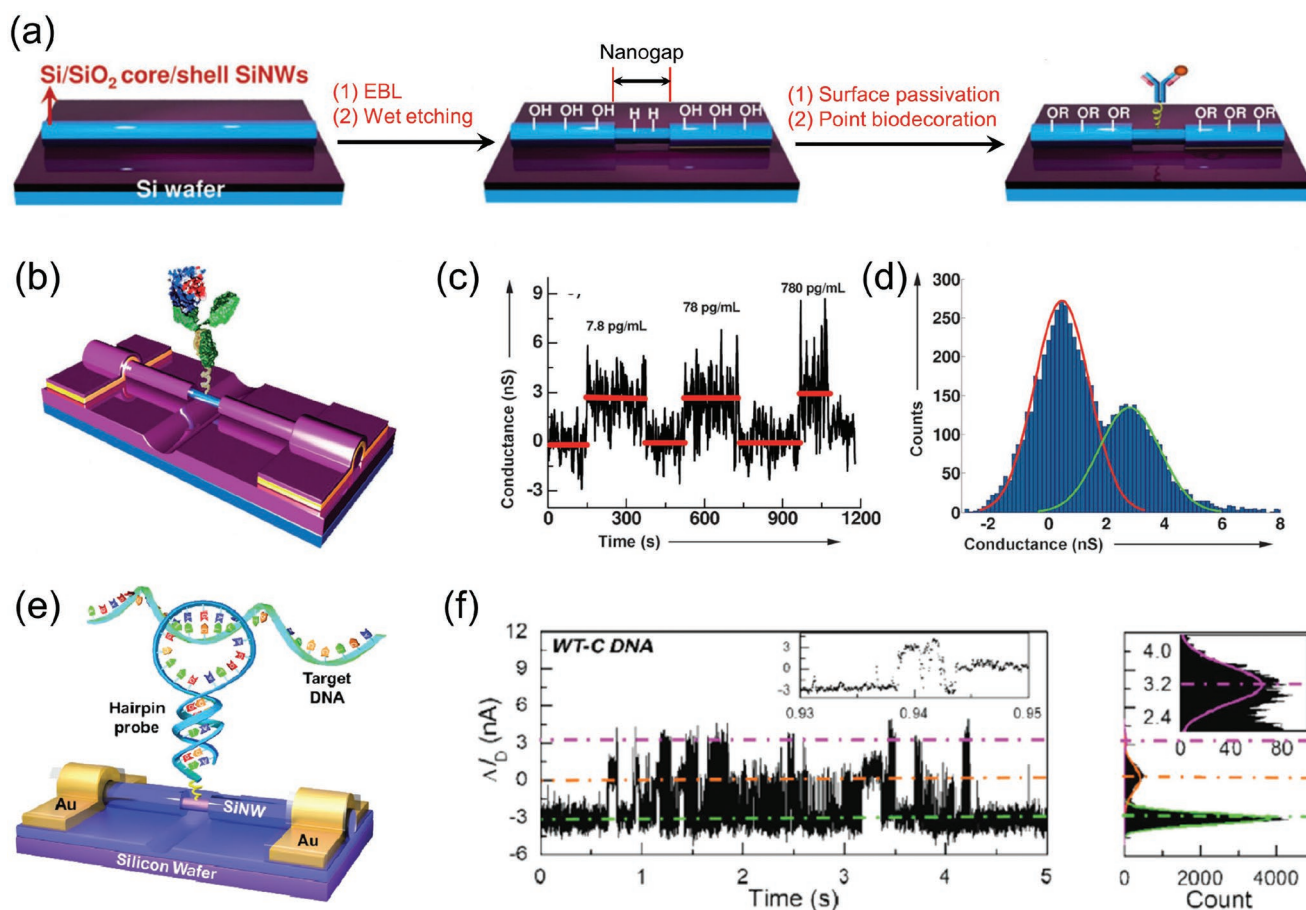 (a)
Si/SiO₂ core/shell SiNWs
Si wafer
(1) EBL
(2) Wet etching
Nanogap
OH OH OH H H OH OH OH
(1) Surface passivation
(2) Point biodecoration
OR OR OR OR OR OR
(b)
(c)
Conductance (nS)
9
6
3
0
-3
7.8 pg/mL
78 pg/mL
780 pg/mL
0 300 600 900 1200
Time (s)
(d)
Counts
300
250
200
150
100
50
0
-2 0 2 4 6 8
Conductance (nS)
(e)
Target
DNA
Hairpin
probe
Au
SiNW
Au
Silicon Wafer
(f)
ΔI_D (nA)
12
9
6
3
0
-3
-6
WT-C DNA
3
0
-3
0.93 0.94 0.95
0 1 2 3 4 5
Time (s)
4.0
3.2
2.4
0 40 80
0 2000 4000
Count